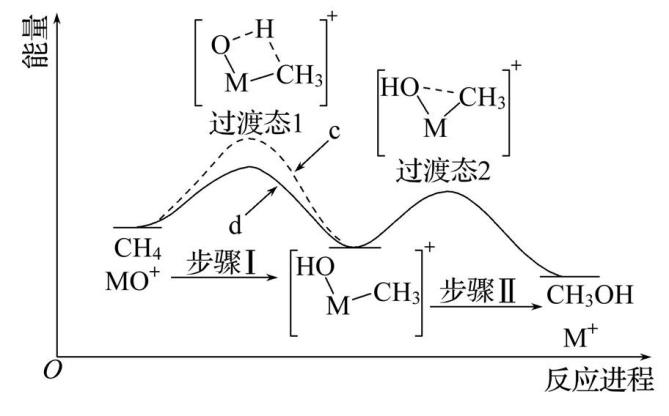 能量
[O H M CH₃]⁺
过渡态1
c
[HO CH₃ M]⁺
过渡态2
d
CH₄
MO⁺
步骤Ⅰ
[HO M CH₃]⁺
步骤Ⅱ
CH₃OH
M⁺
O
反应进程